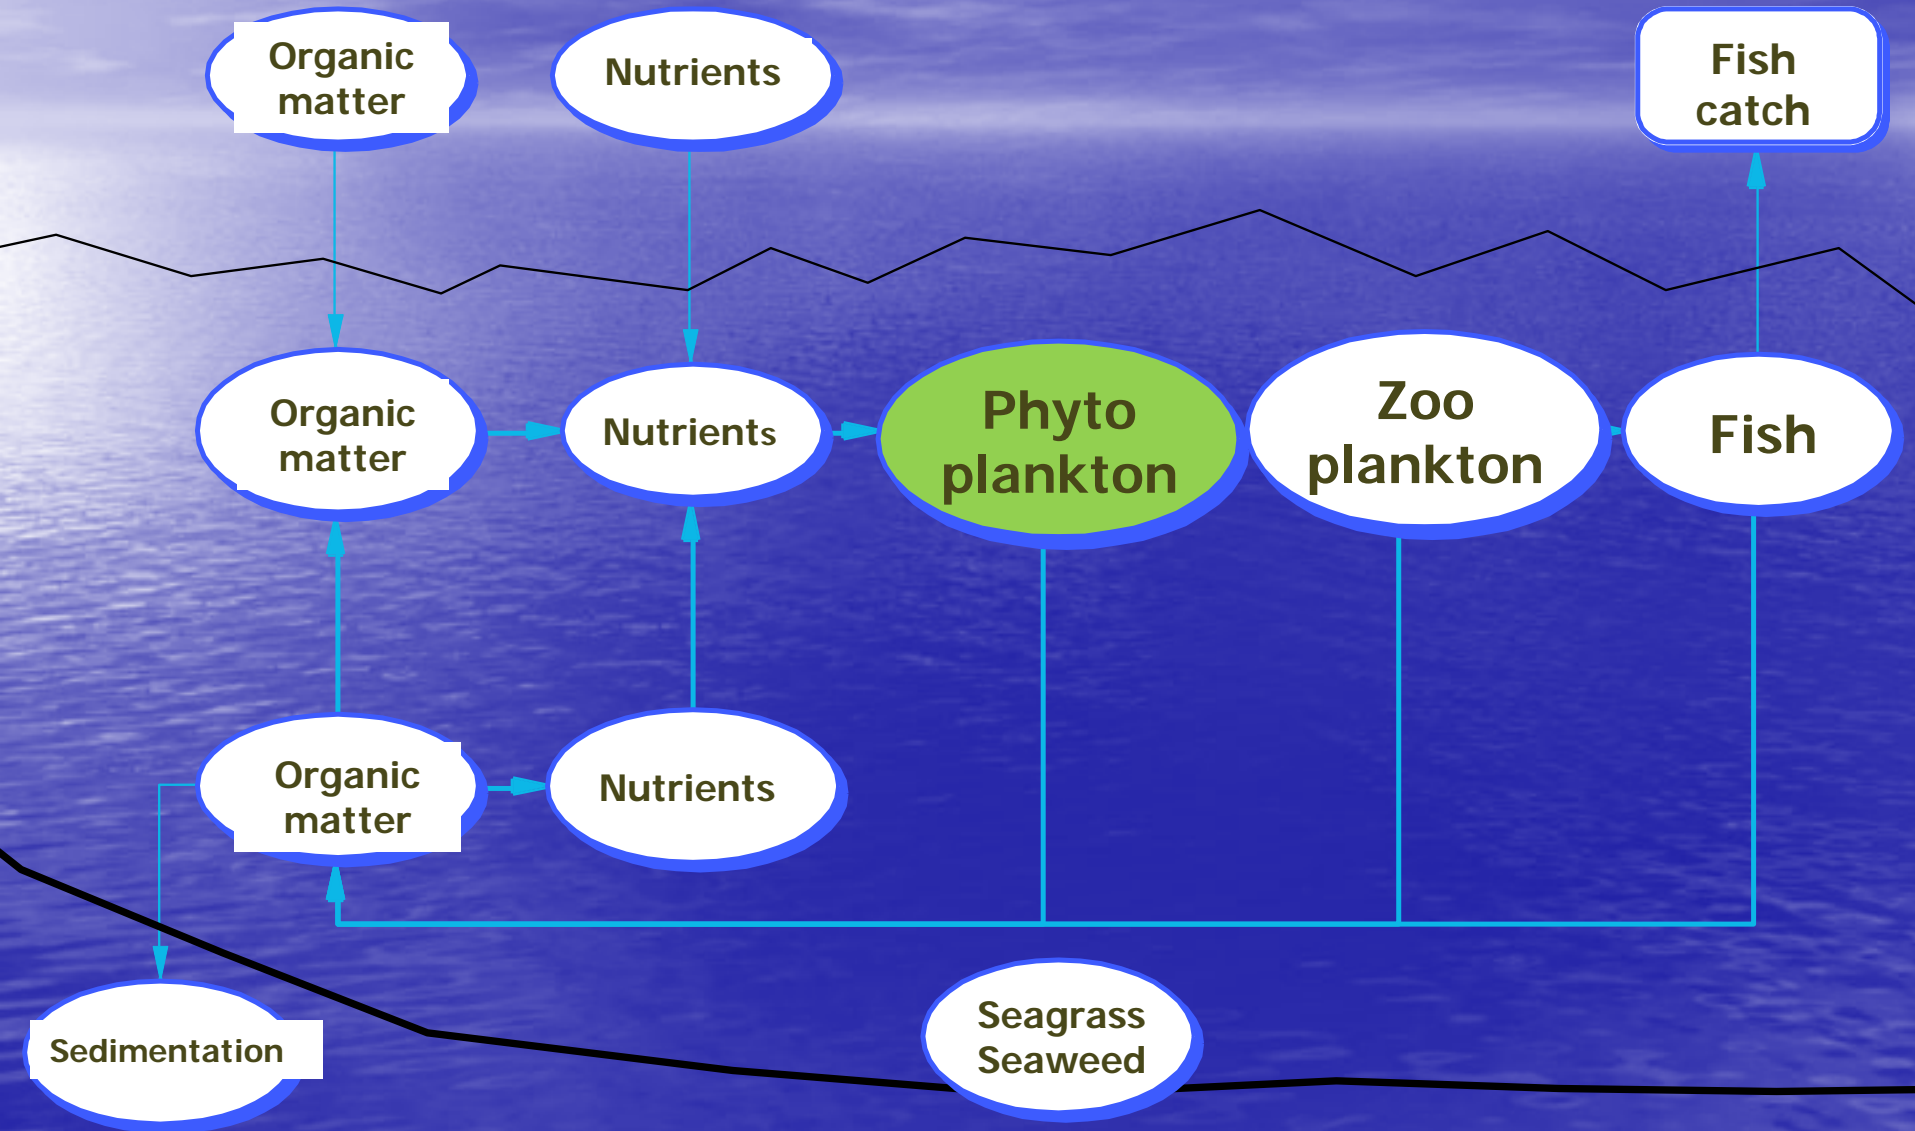 Organic
matter
Nutrients
Fish
catch
Organic
matter
Nutrients
Phyto
plankton
Zoo
plankton
Fish
Organic
matter
Nutrients
Sedimentation
Seagrass
Seaweed